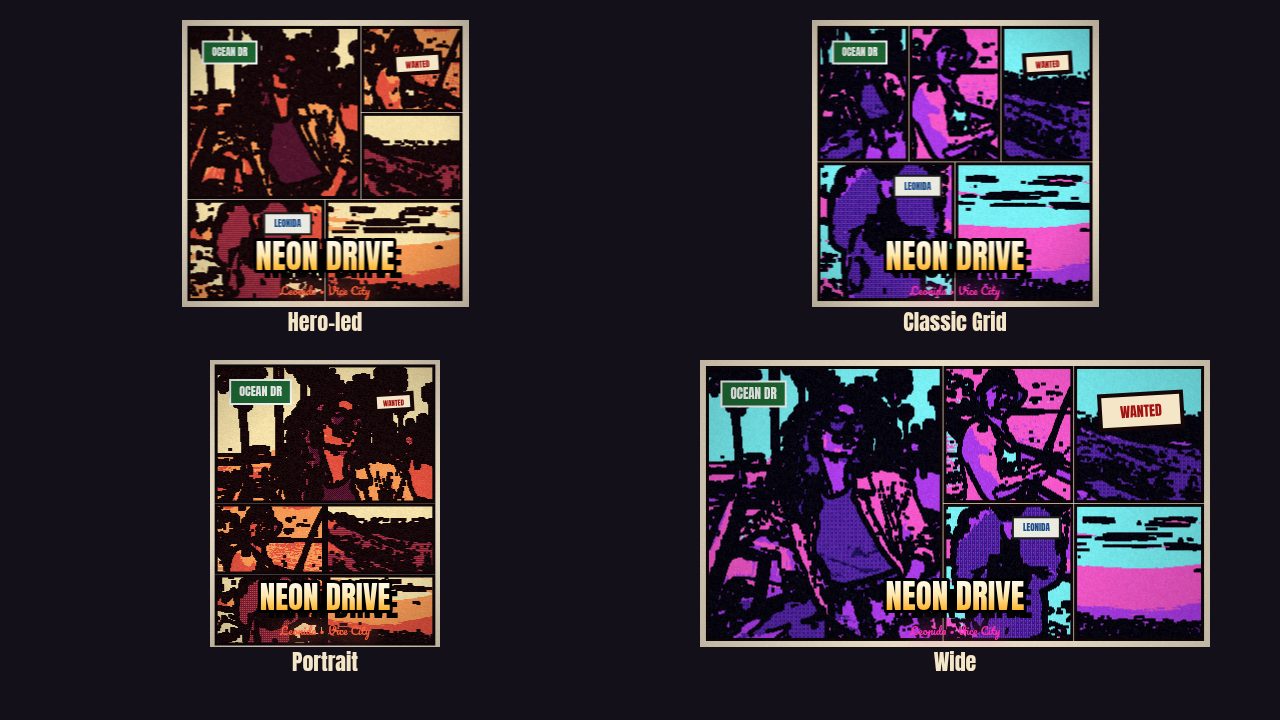 OCEAN DR
WANTED
LEONIDA
NEON DRIVE
Leonida • Vice City
Hero-led
OCEAN DR
WANTED
LEONIDA
NEON DRIVE
Leonida • Vice City
Classic Grid
OCEAN DR
WANTED
NEON DRIVE
Leonida • Vice City
Portrait
OCEAN DR
WANTED
LEONIDA
NEON DRIVE
Leonida • Vice City
Wide